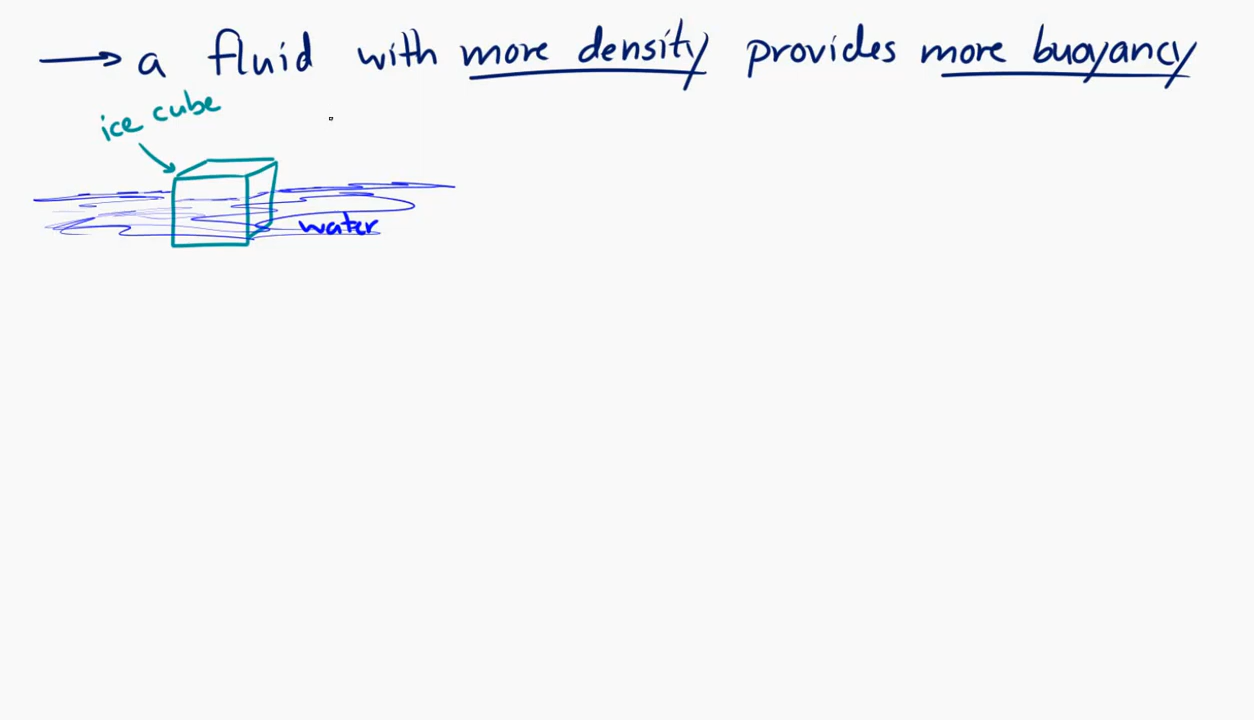 → a fluid with more density provides more buoyancy
ice cube
water